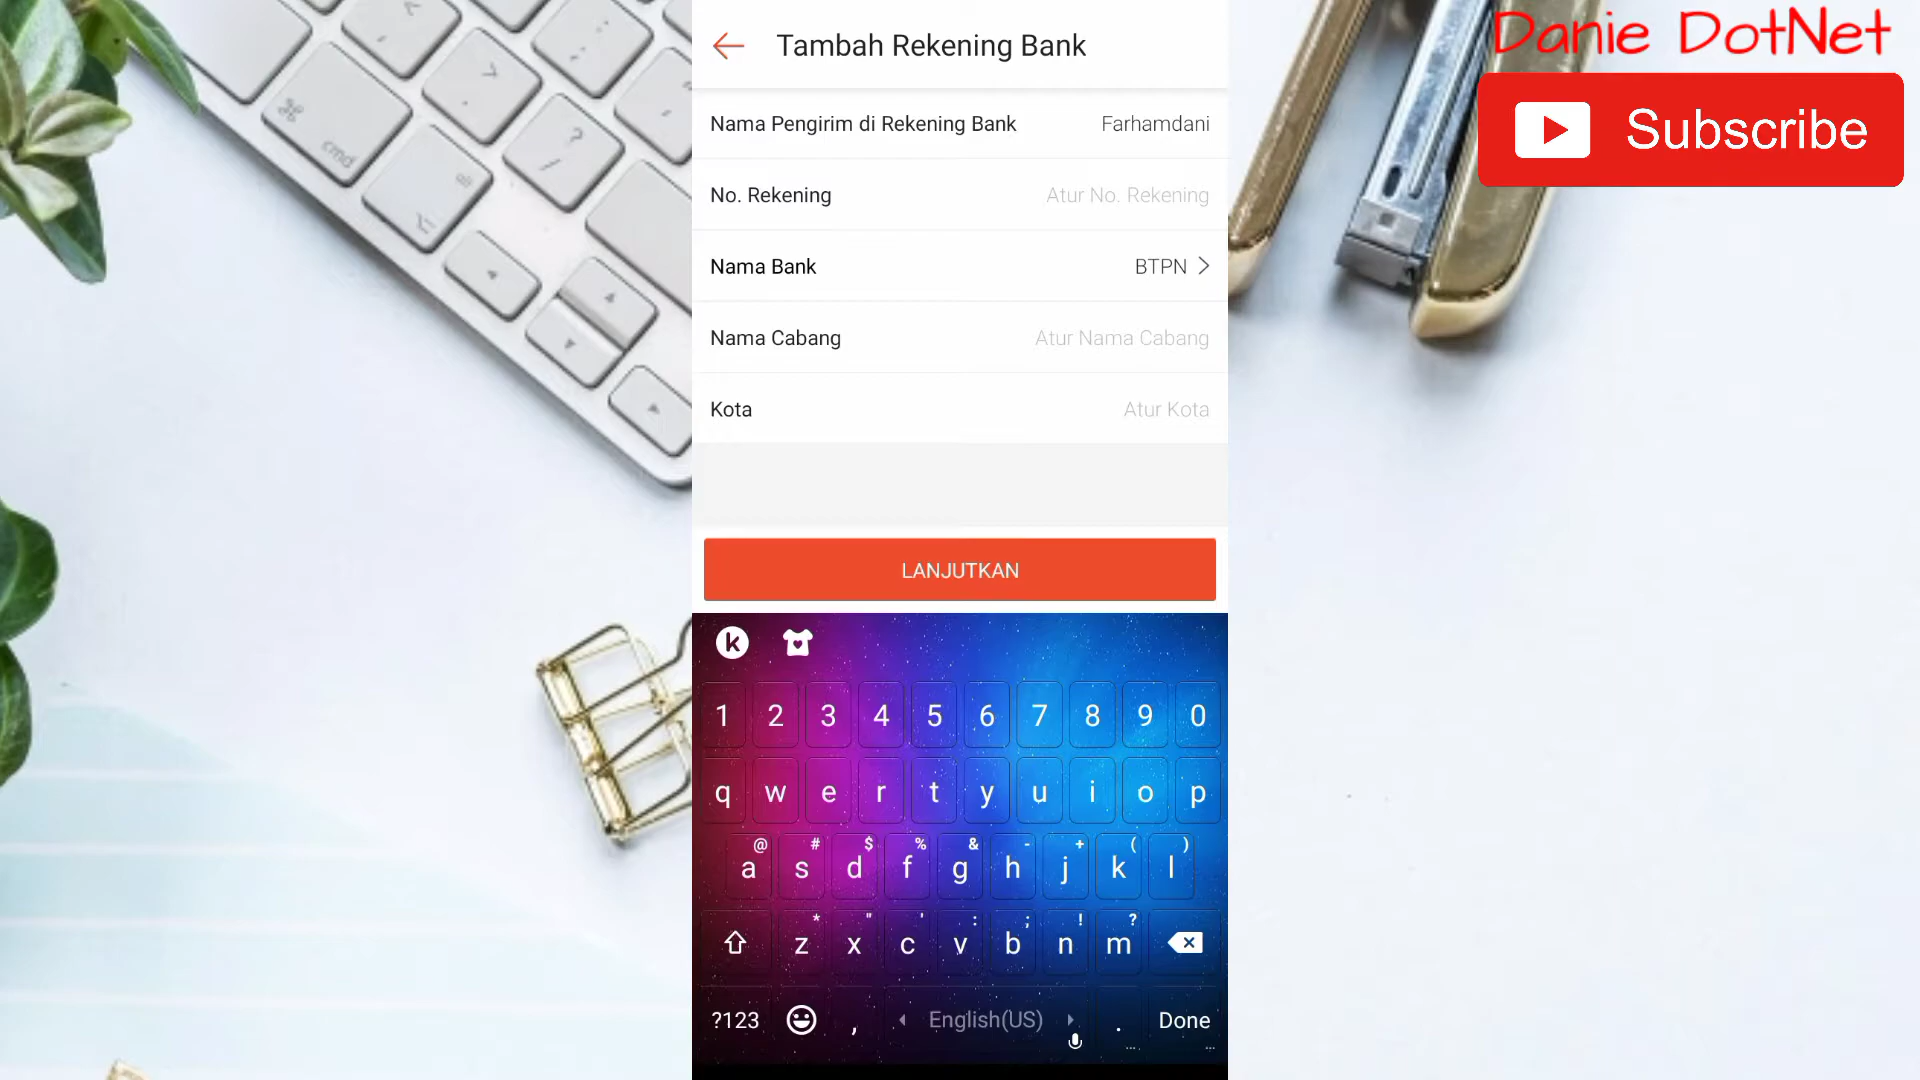 Danie DotNet
Subscribe
Tambah Rekening Bank
Nama Pengirim di Rekening Bank Farhamdani
No. Rekening Atur No. Rekening
Nama Bank BTPN
Nama Cabang Atur Nama Cabang
Kota Atur Kota
LANJUTKAN
k
1 2 3 4 5 6 7 8 9 0
q w e r t y u i o p
@ # $ % & - + ( )
a s d f g h j k l
* " ' : ; ! ?
z x c v b n m
?123 , English(US) . Done
cmd
alt